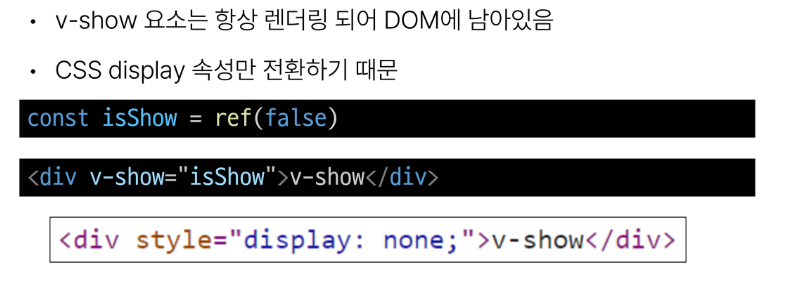 • v-show 요소는 항상 렌더링 되어 DOM에 남아있음
• CSS display 속성만 전환하기 때문
const isShow = ref(false)
<div v-show="isShow">v-show</div>
<div style="display: none;">v-show</div>